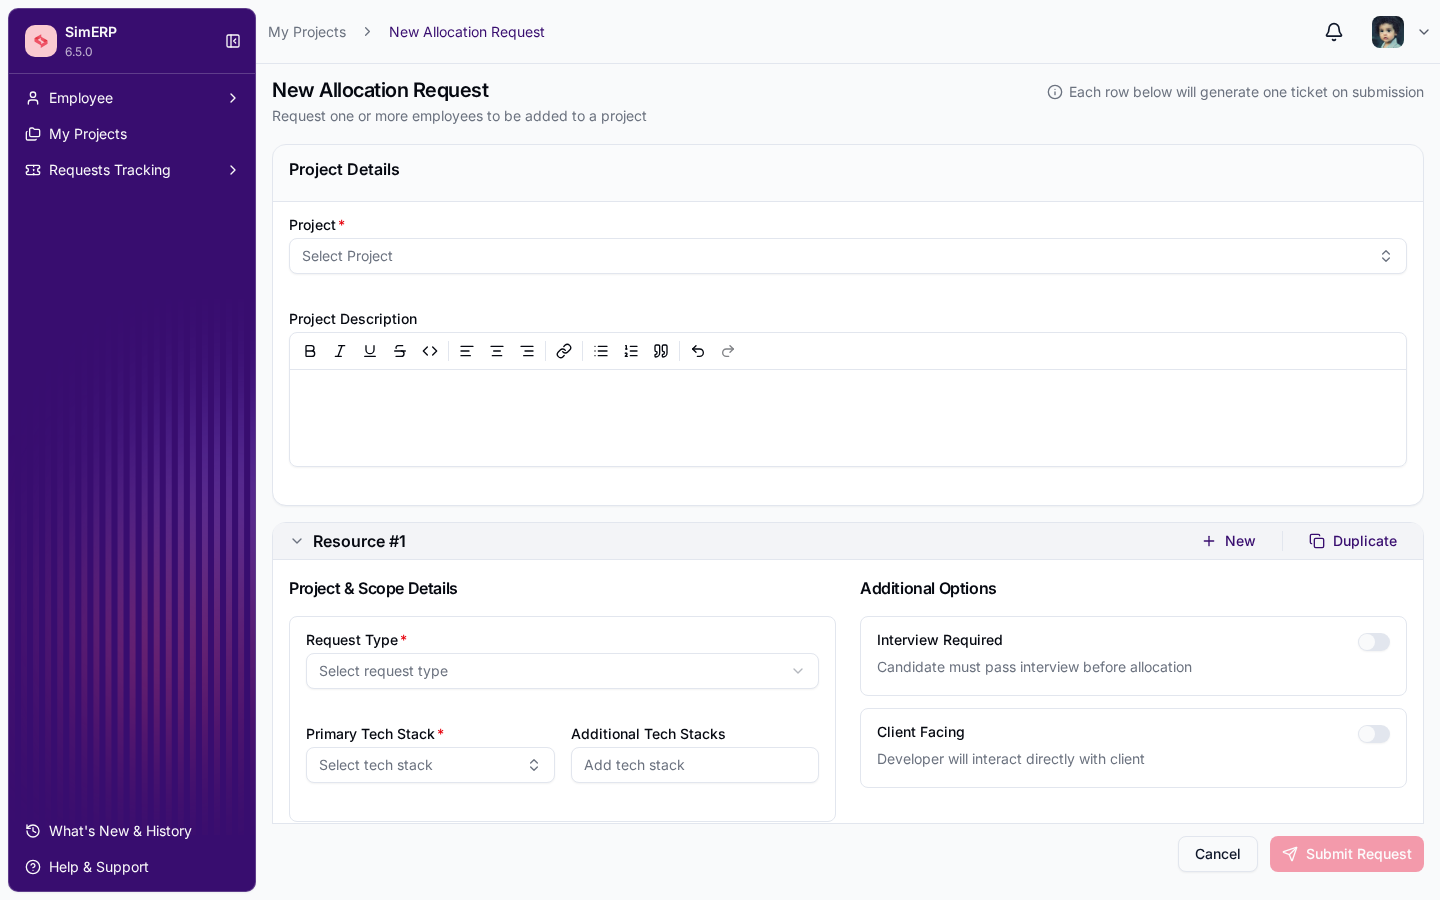 SimERP
6.5.0
Employee
My Projects
Requests Tracking
What's New & History
Help & Support
My Projects
New Allocation Request
New Allocation Request
Request one or more employees to be added to a project
Each row below will generate one ticket on submission
Project Details
Project*
Select Project
Project Description
Resource #1
New
Duplicate
Project & Scope Details
Request Type*
Select request type
Primary Tech Stack*
Select tech stack
Additional Tech Stacks
Add tech stack
Additional Options
Interview Required
Candidate must pass interview before allocation
Client Facing
Developer will interact directly with client
Cancel
Submit Request